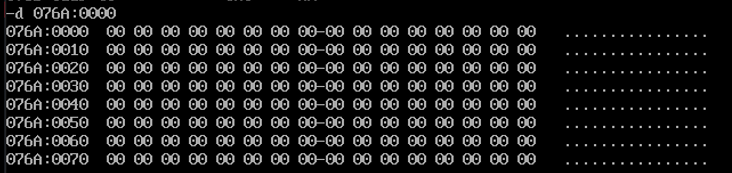 -d 076A:0000
076A:0000  00 00 00 00 00 00 00 00-00 00 00 00 00 00 00 00   ................
076A:0010  00 00 00 00 00 00 00 00-00 00 00 00 00 00 00 00   ................
076A:0020  00 00 00 00 00 00 00 00-00 00 00 00 00 00 00 00   ................
076A:0030  00 00 00 00 00 00 00 00-00 00 00 00 00 00 00 00   ................
076A:0040  00 00 00 00 00 00 00 00-00 00 00 00 00 00 00 00   ................
076A:0050  00 00 00 00 00 00 00 00-00 00 00 00 00 00 00 00   ................
076A:0060  00 00 00 00 00 00 00 00-00 00 00 00 00 00 00 00   ................
076A:0070  00 00 00 00 00 00 00 00-00 00 00 00 00 00 00 00   ................